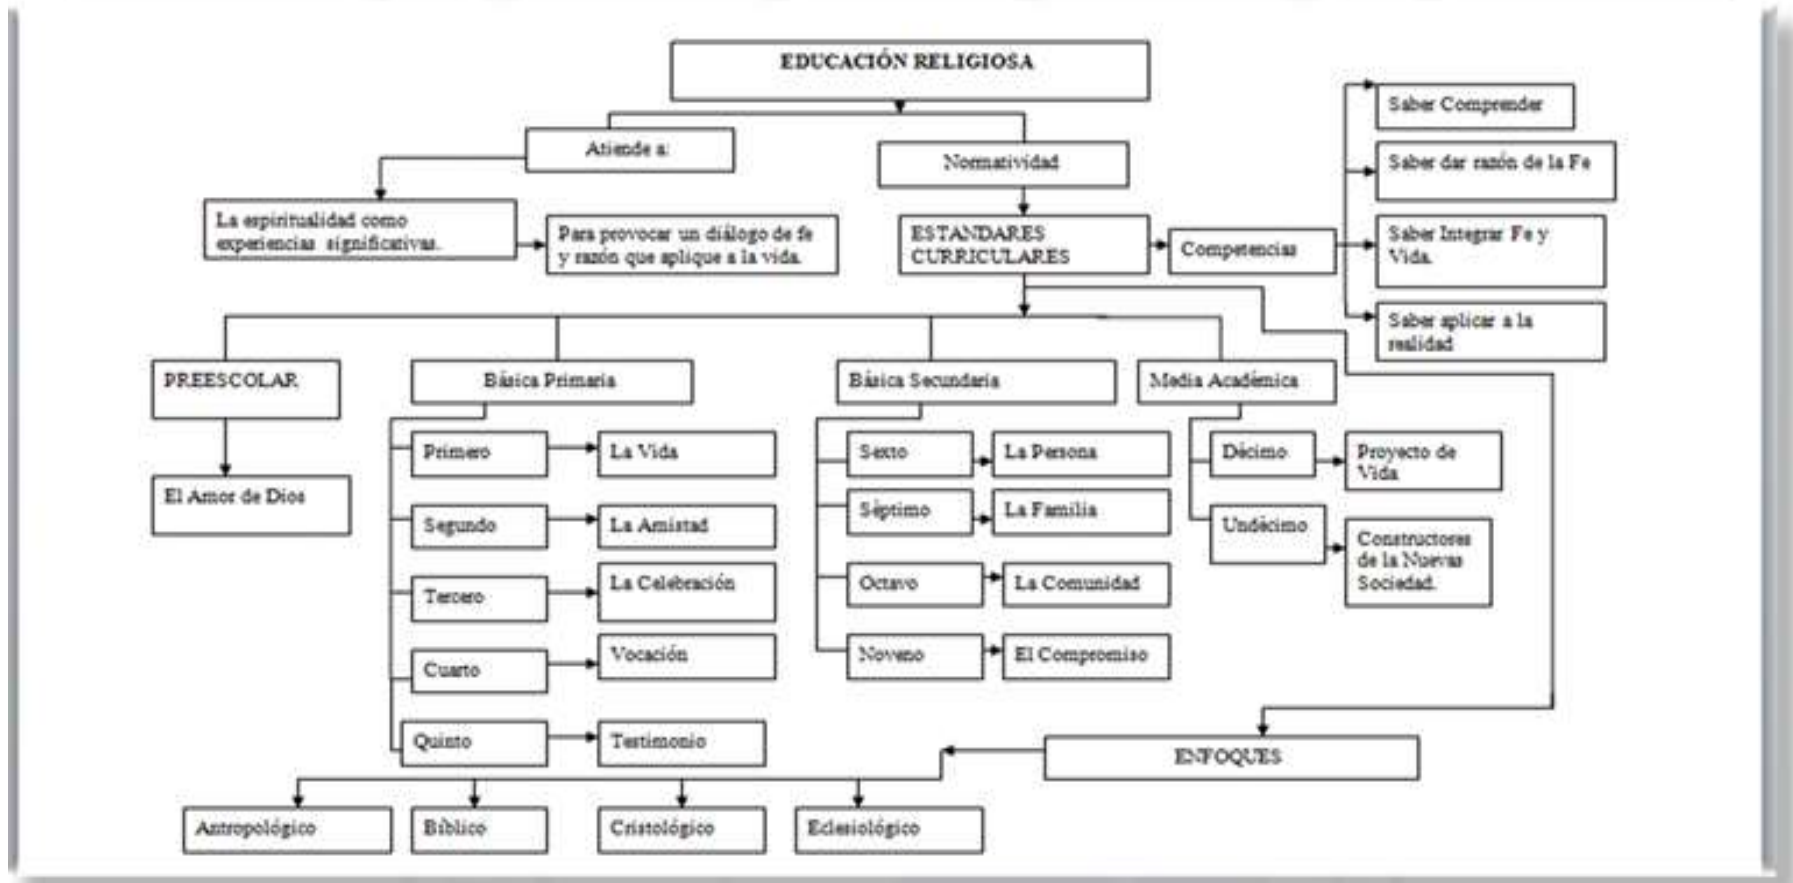 EDUCACIÓN RELIGIOSA
Atiende a:
Normatividad
La espiritualidad como
experiencias significativas.
Para provocar un diálogo de fe
y razón que aplique a la vida.
ESTANDARES
CURRICULARES
Competencias
Saber Comprender
Saber dar razón de la Fe
Saber Integrar Fe y
Vida.
Saber aplicar a la
realidad
PREESCOLAR
El Amor de Dios
Básica Primaria
Primero
La Vida
Segundo
La Amistad
Tercero
La Celebración
Cuarto
Vocación
Quinto
Testimonio
Básica Secundaria
Sexto
La Persona
Séptimo
La Familia
Octavo
La Comunidad
Noveno
El Compromiso
Media Académica
Décimo
Proyecto de
Vida
Undécimo
Constructores
de la Nuevas
Sociedad.
ENFOQUES
Antropológico
Bíblico
Cristológico
Eclesiológico